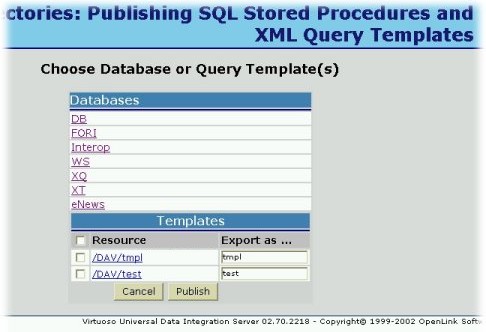 ctories: Publishing SQL Stored Procedures and
XML Query Templates
Choose Database or Query Template(s)
Databases
DB
FORI
Interop
WS
XQ
XT
eNews
Templates
Resource Export as ...
/DAV/tmpl tmpl
/DAV/test test
Cancel Publish
Virtuoso Universal Data Integration Server 02.70.2218 - Copyright© 1999-2002 OpenLink Softw